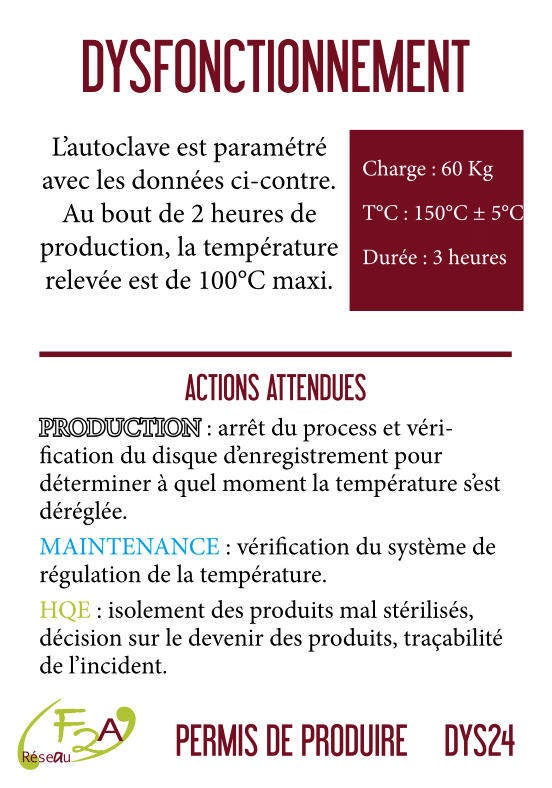 DYSFONCTIONNEMENT
L'autoclave est paramétré
avec les données ci-contre.
Au bout de 2 heures de
production, la température
relevée est de 100°C maxi.
Charge : 60 Kg
T°C : 150°C ± 5°C
Durée : 3 heures
ACTIONS ATTENDUES
PRODUCTION : arrêt du process et véri-
fication du disque d'enregistrement pour
déterminer à quel moment la température s'est
déréglée.
MAINTENANCE : vérification du système de
régulation de la température.
HQE : isolement des produits mal stérilisés,
décision sur le devenir des produits, traçabilité
de l'incident.
F2A
Réseau
PERMIS DE PRODUIRE DYS24